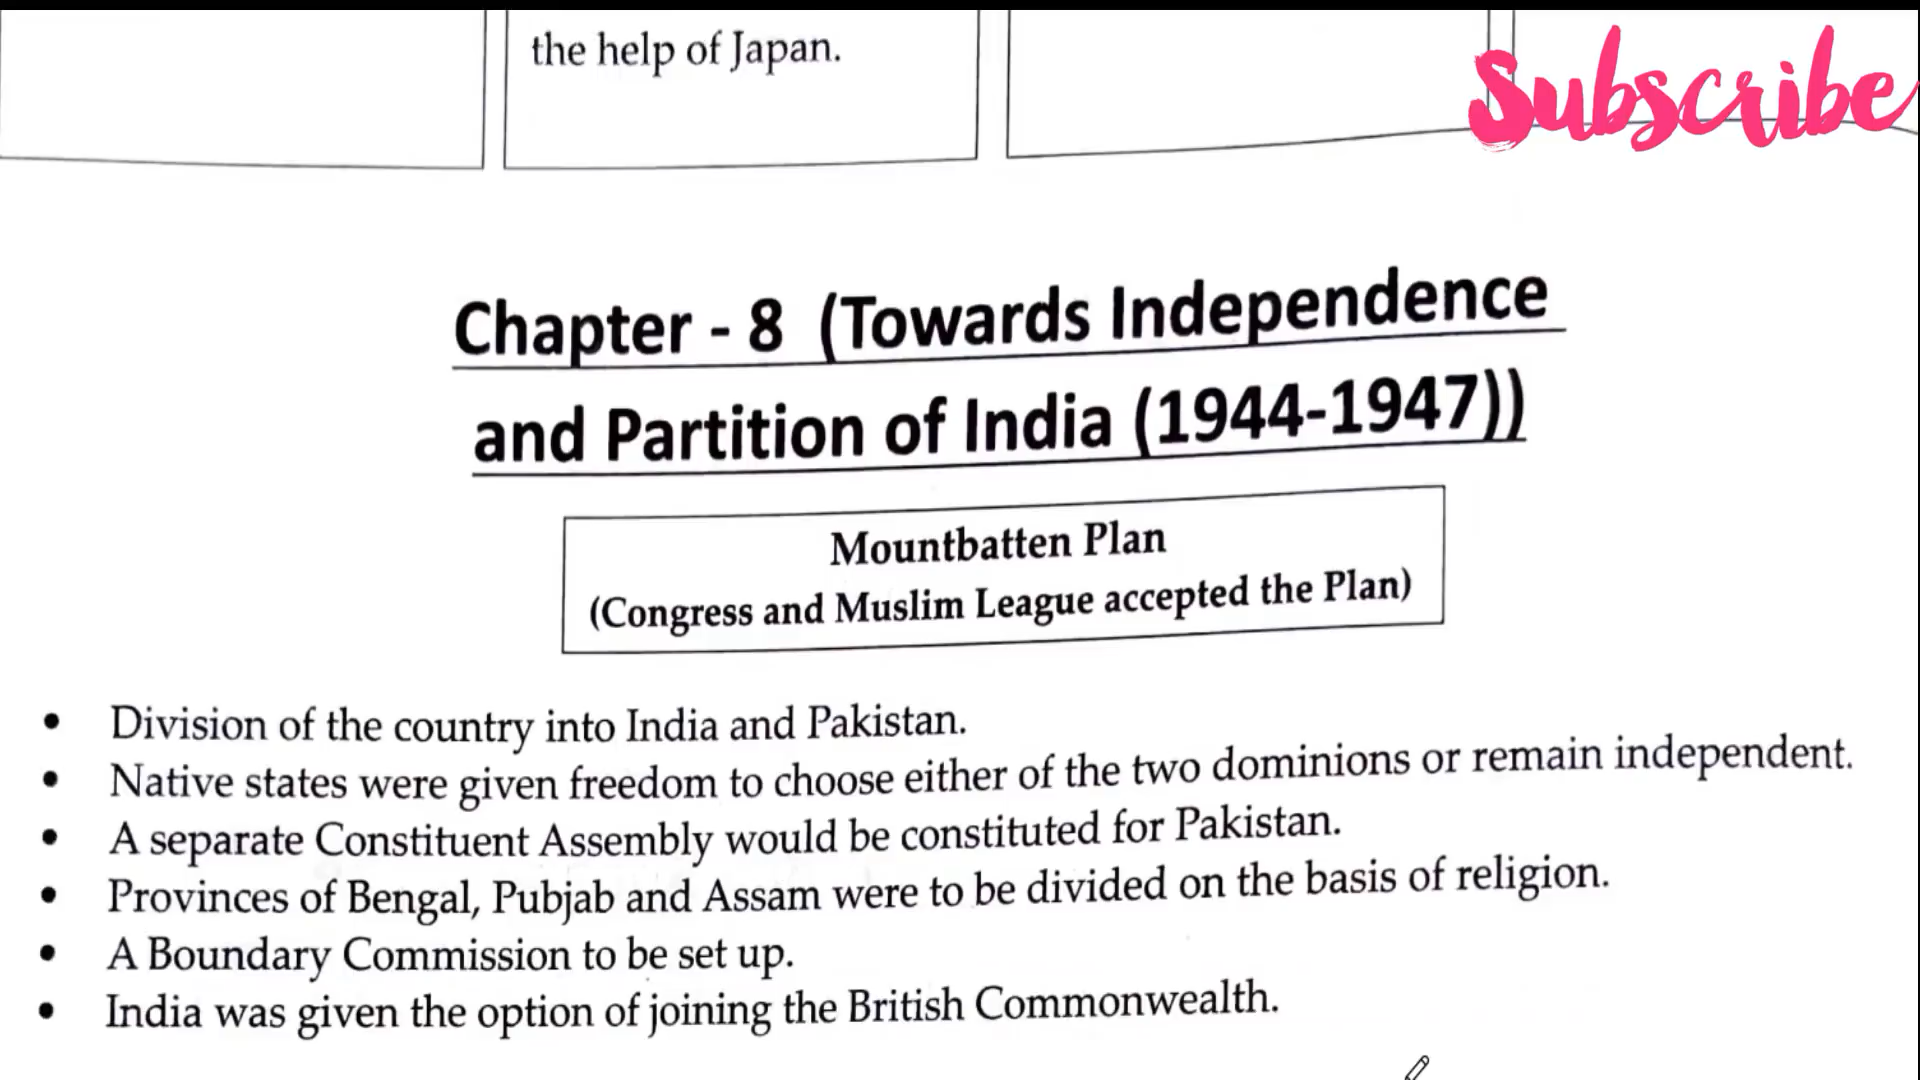 the help of Japan.
Subscribe
Chapter - 8 (Towards Independence
and Partition of India (1944-1947))
Mountbatten Plan
(Congress and Muslim League accepted the Plan)
• Division of the country into India and Pakistan.
• Native states were given freedom to choose either of the two dominions or remain independent.
• A separate Constituent Assembly would be constituted for Pakistan.
• Provinces of Bengal, Pubjab and Assam were to be divided on the basis of religion.
• A Boundary Commission to be set up.
• India was given the option of joining the British Commonwealth.